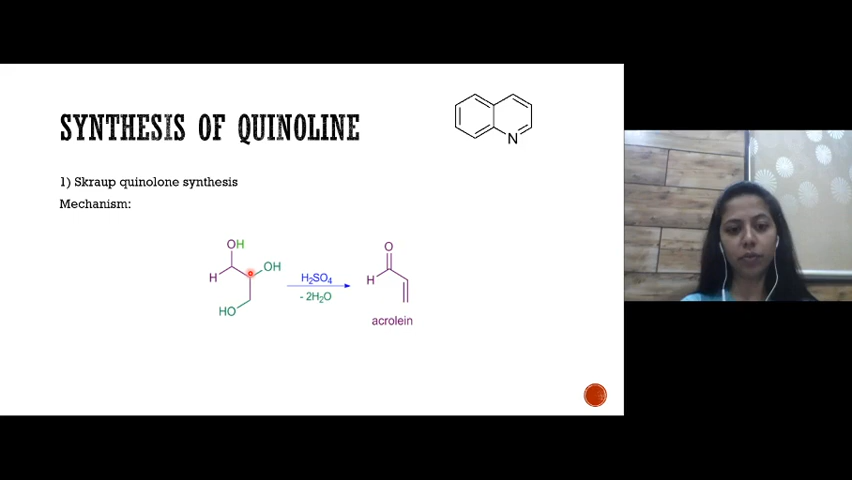 SYNTHESIS OF QUINOLINE
N
1) Skraup quinolone synthesis
Mechanism:
OH
H
OH
HO
H₂SO₄
- 2H₂O
O
H
acrolein